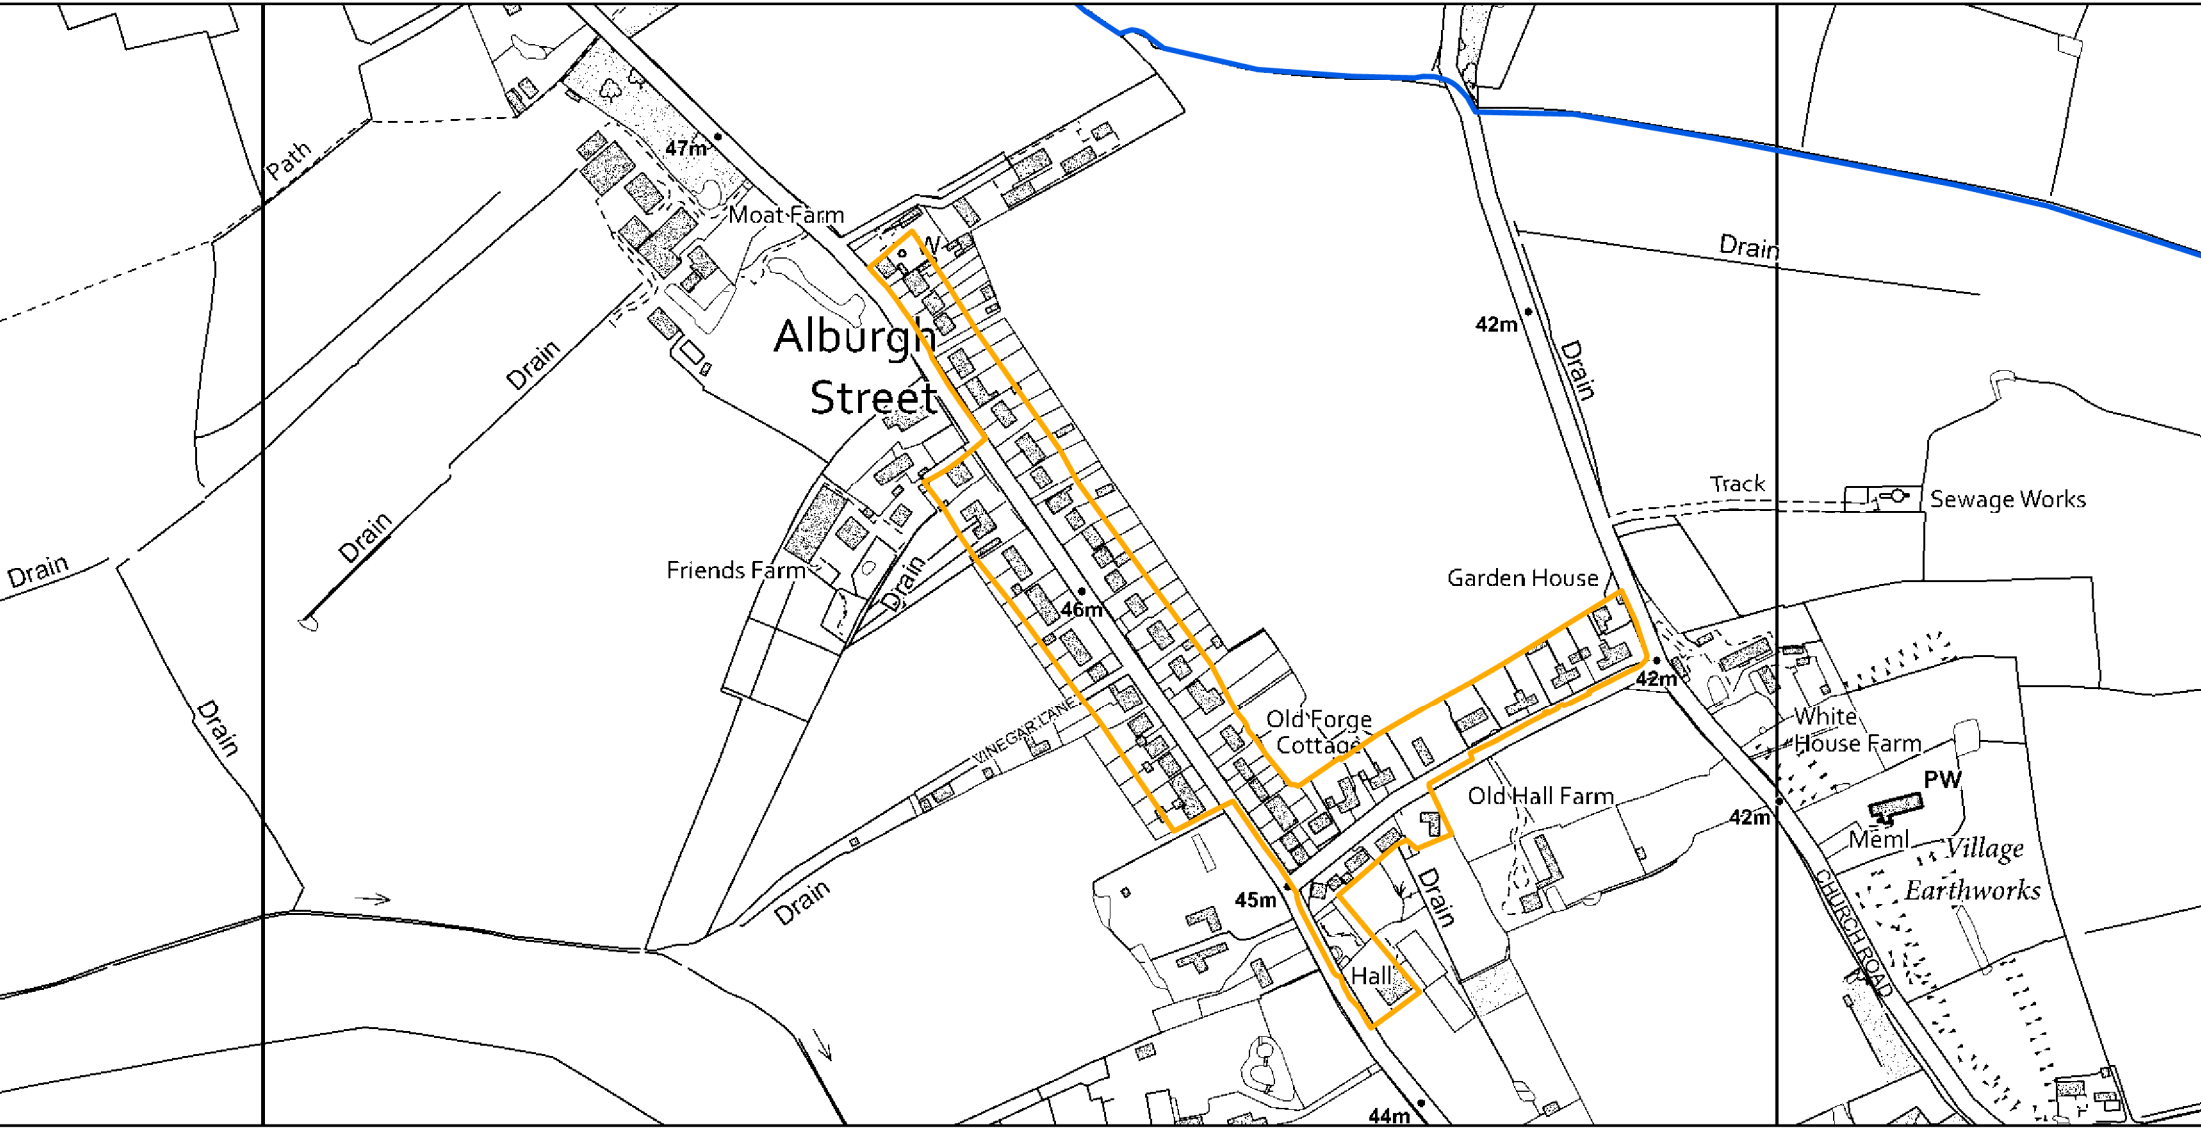 47m
Path
Moat Farm
W
Drain
Alburgh
Street
42m
Drain
Drain
Track
Sewage Works
Drain
Drain
Friends Farm
Drain
Garden House
46m
42m
Drain
VINEGAR LANE
Old Forge
Cottage
White
House Farm
PW
Old Hall Farm
42m
Meml
Village
Earthworks
Drain
45m
Drain
CHURCH ROAD
Hall
44m